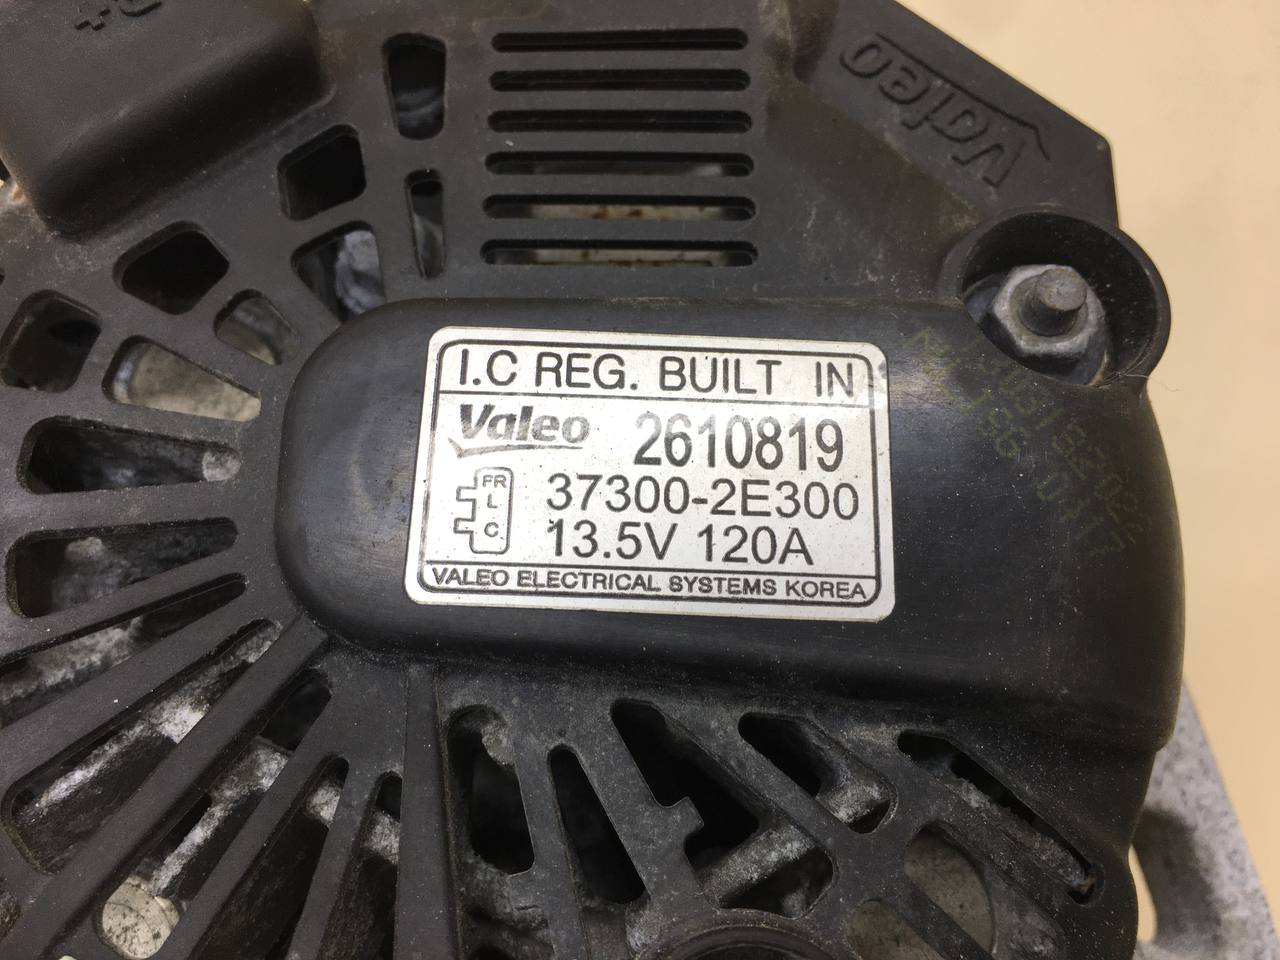 B+
Valeo
I.C REG. BUILT IN
Valeo 2610819
FR
L
C
37300-2E300
13.5V 120A
VALEO ELECTRICAL SYSTEMS KOREA